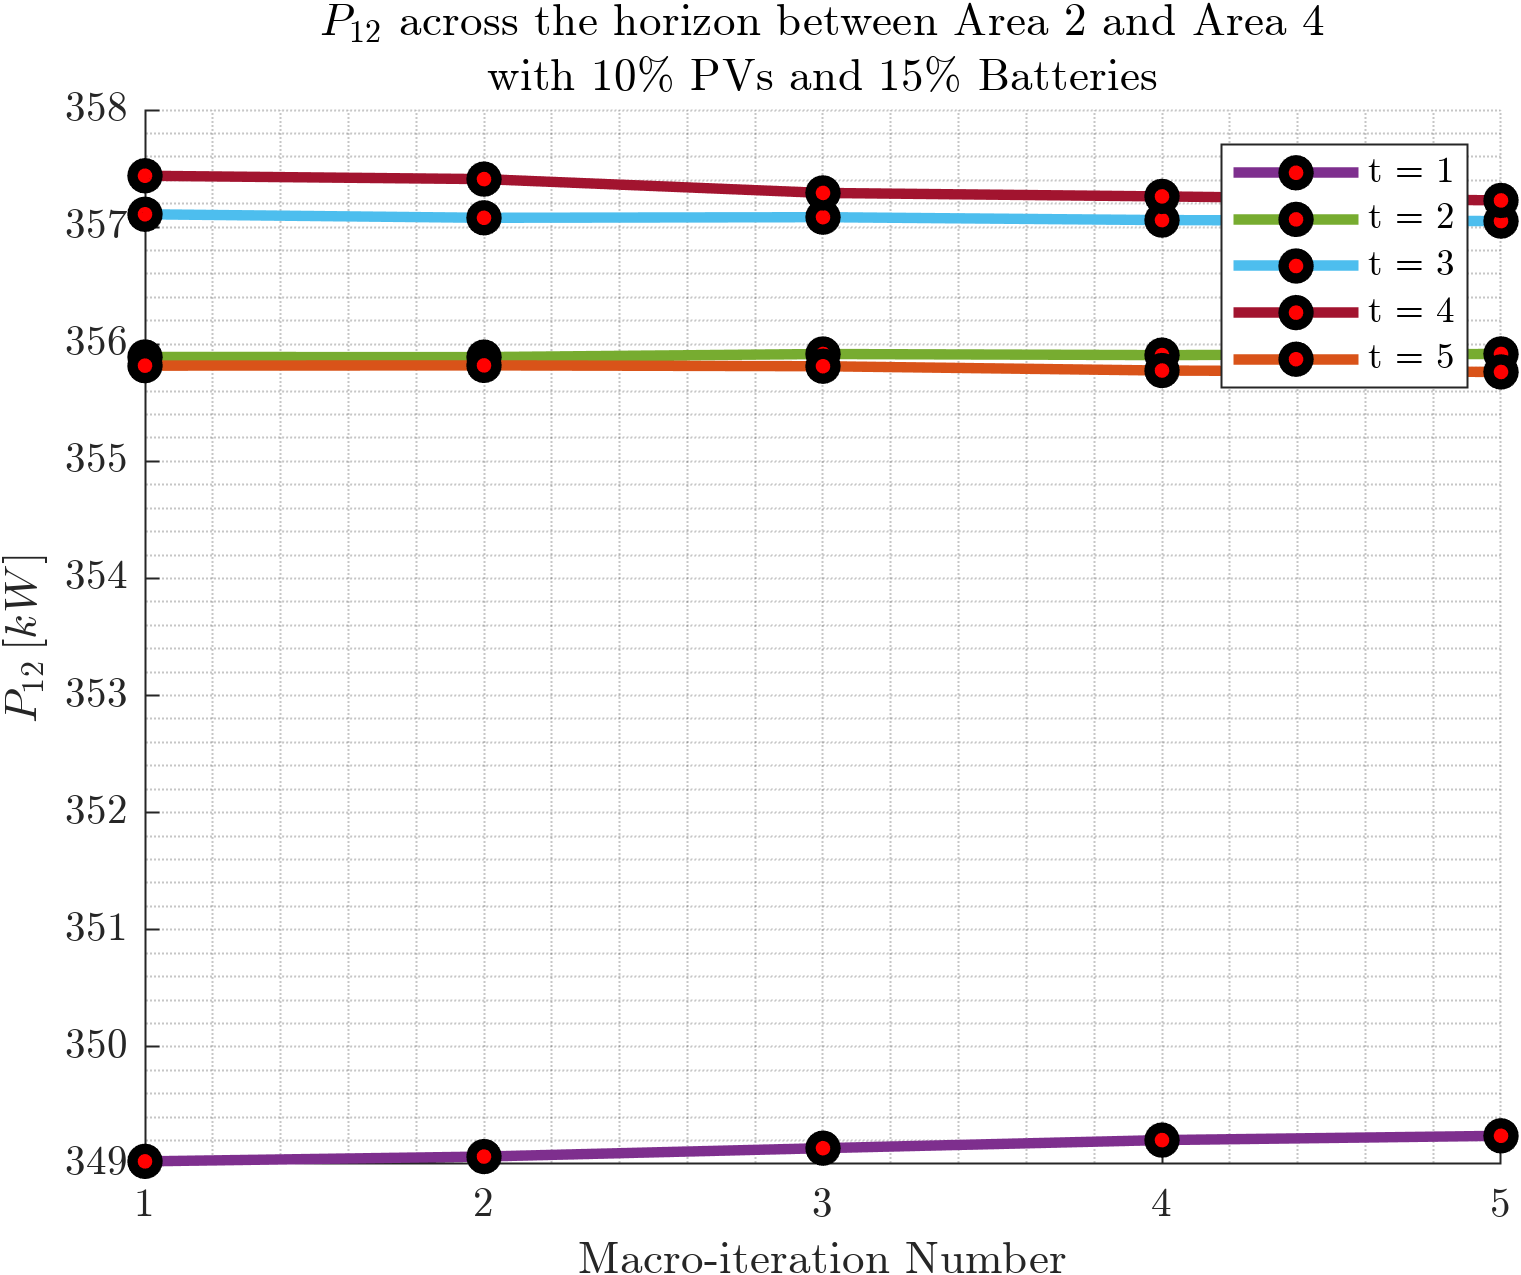 P12 across the horizon between Area 2 and Area 4
with 10% PVs and 15% Batteries
358
357
356
355
354
353
352
351
350
349
P12 [kW]
t = 1
t = 2
t = 3
t = 4
t = 5
1 2 3 4 5
Macro-iteration Number